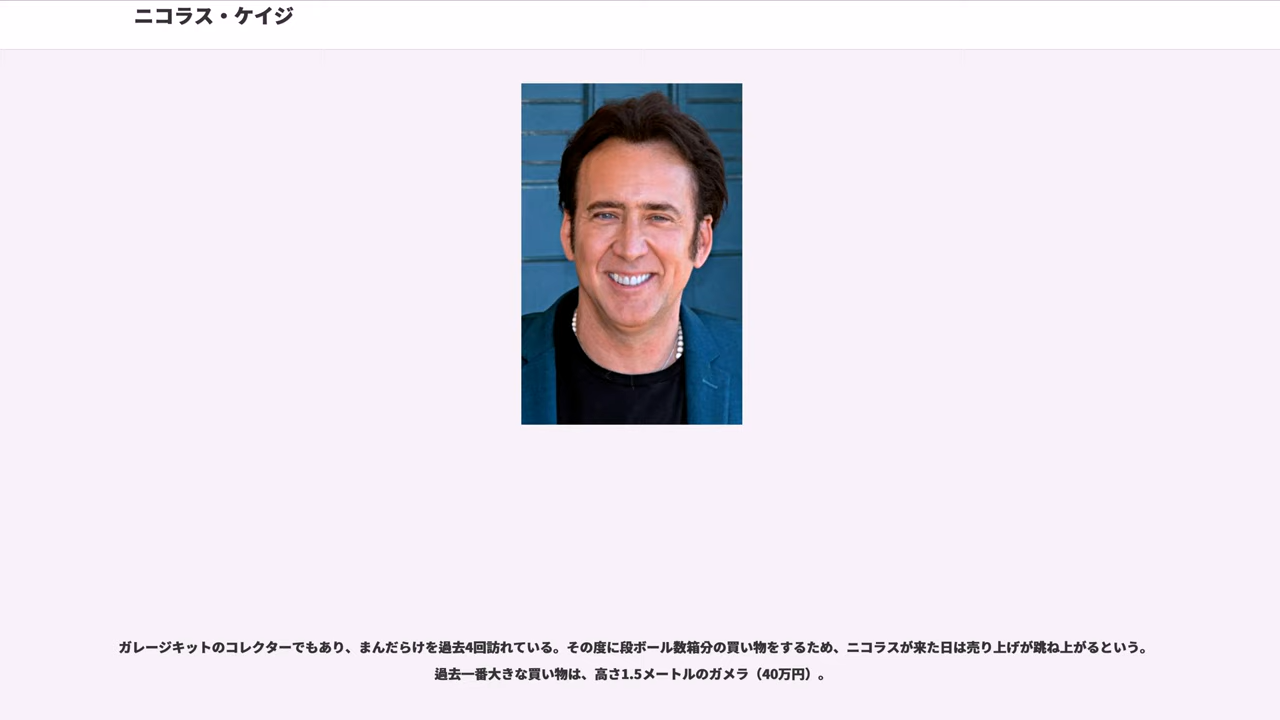 ニコラス・ケイジ
ガレージキットのコレクターでもあり、まんだらけを過去4回訪れている。その度に段ボール数箱分の買い物をするため、ニコラスが来た日は売り上げが跳ね上がるという。
過去一番大きな買い物は、高さ1.5メートルのガメラ（40万円）。